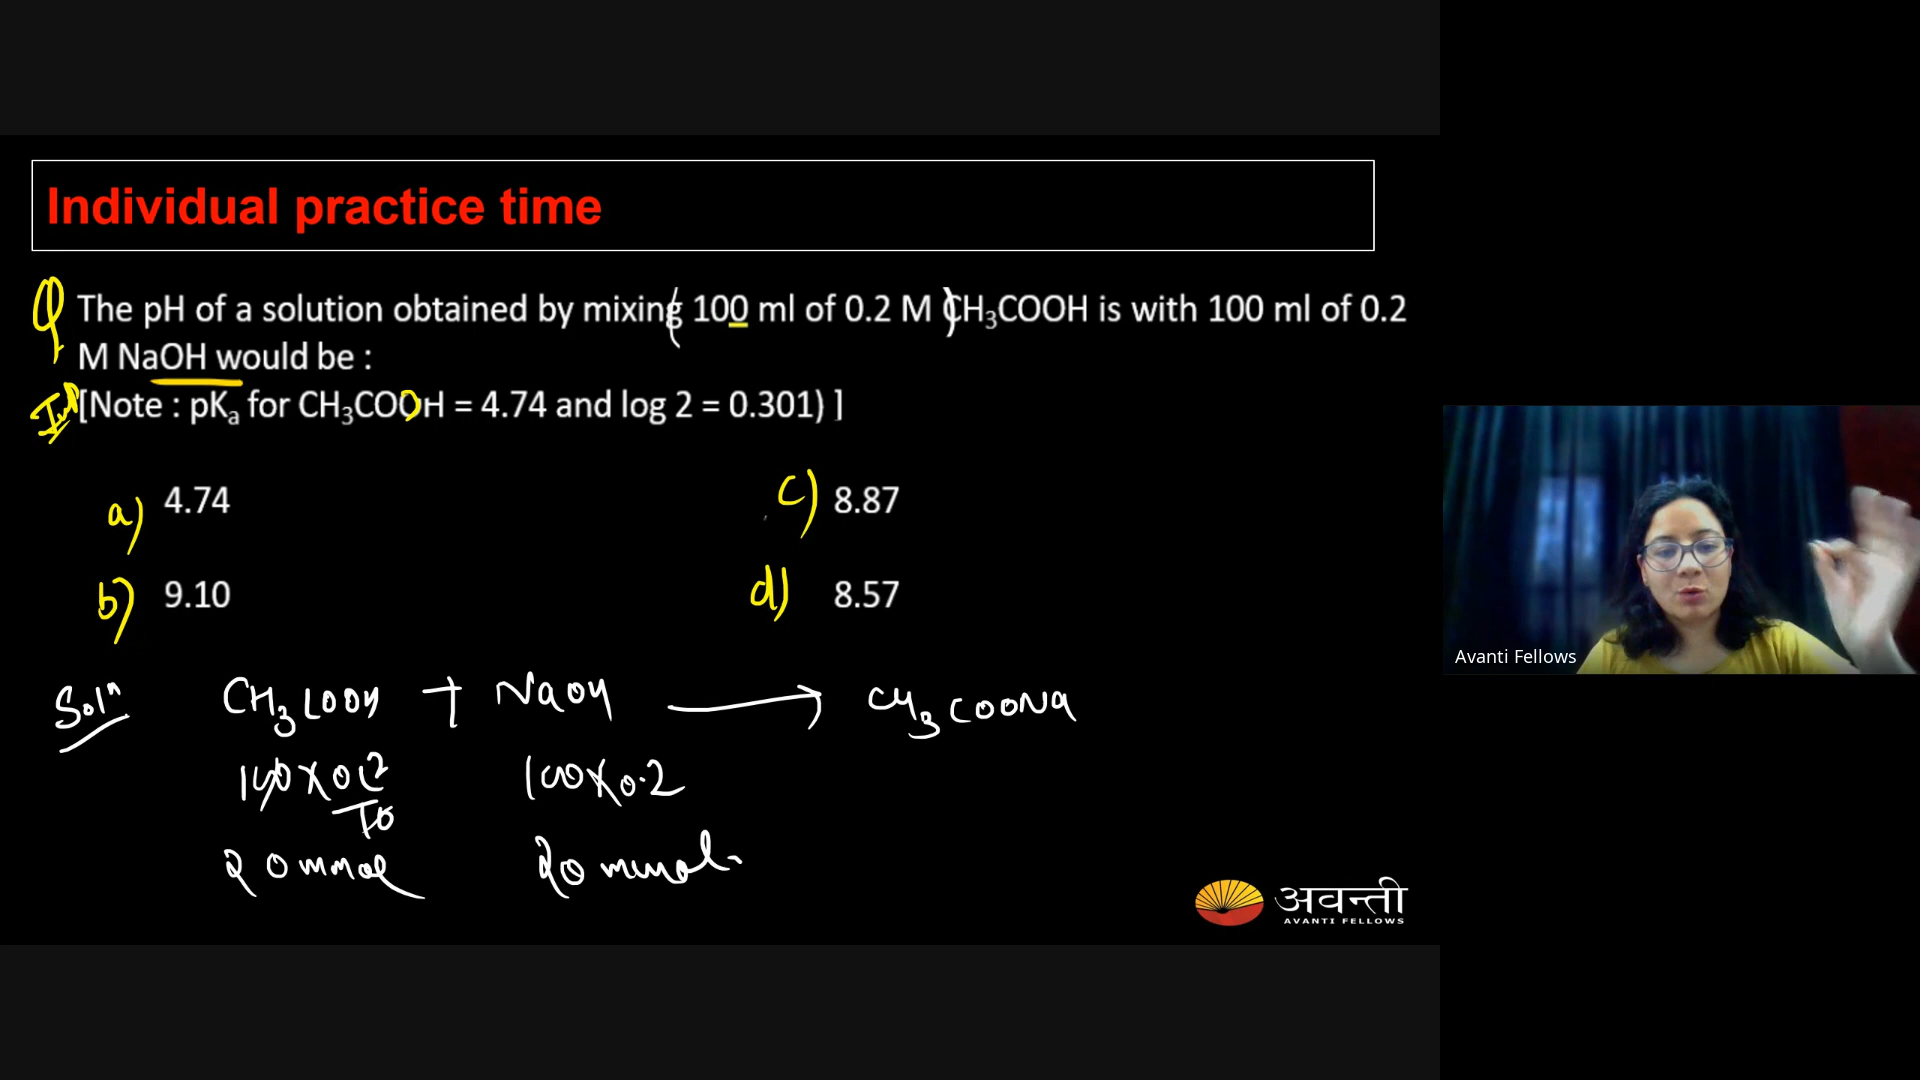 Individual practice time
Q The pH of a solution obtained by mixing (100 ml of 0.2 M) CH₃COOH is with 100 ml of 0.2
M NaOH would be :
Imp [Note : pKₐ for CH₃COOH = 4.74 and log 2 = 0.301) ]
a) 4.74
c) 8.87
b) 9.10
d) 8.57
Solⁿ CH₃COOH + NaOH → CH₃COONa
100 × 0.2 100×0.2
10
20 mmol 20 mmol
Avanti Fellows
अवन्ती
AVANTI FELLOWS